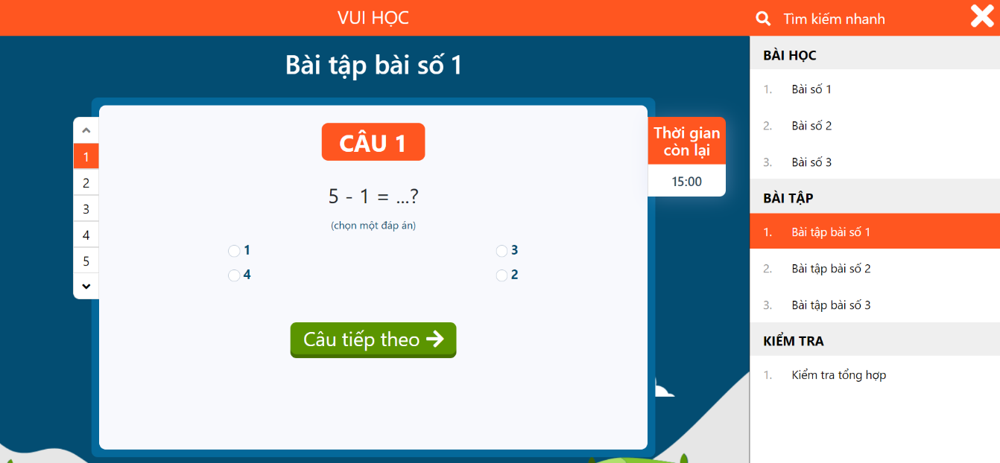 VUI HỌC
Tìm kiếm nhanh
Bài tập bài số 1
1
2
3
4
5
CÂU 1
5 - 1 = ...?
(chọn một đáp án)
1
3
4
2
Câu tiếp theo
Thời gian
còn lại
15:00
BÀI HỌC
1. Bài số 1
2. Bài số 2
3. Bài số 3
BÀI TẬP
1. Bài tập bài số 1
2. Bài tập bài số 2
3. Bài tập bài số 3
KIỂM TRA
1. Kiểm tra tổng hợp